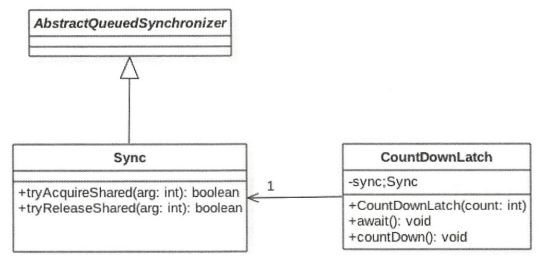 AbstractQueuedSynchronizer
Sync
+tryAcquireShared(arg: int): boolean
+tryReleaseShared(arg: int): boolean
1
CountDownLatch
-sync;Sync
+CountDownLatch(count: int)
+await(): void
+countDown(): void